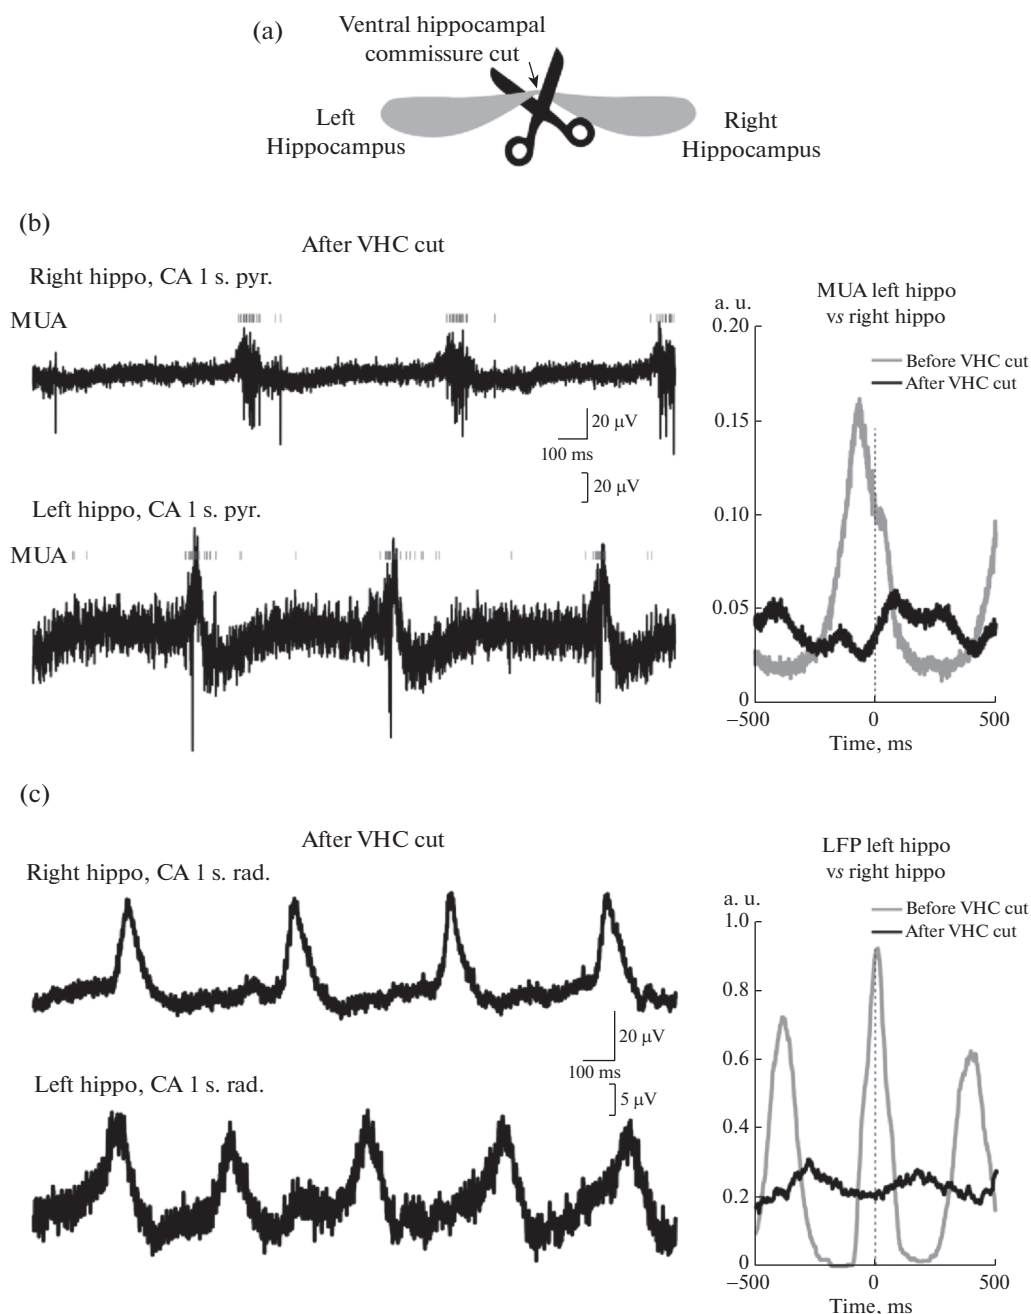 (a)
Ventral hippocampal
commissure cut
Left
Hippocampus
Right
Hippocampus
(b)
After VHC cut
Right hippo, CA 1 s. pyr.
MUA
20 μV
100 ms
20 μV
Left hippo, CA 1 s. pyr.
MUA
MUA left hippo
vs right hippo
a. u.
0.20
Before VHC cut
After VHC cut
0.15
0.10
0.05
0
–500
0
500
Time, ms
(c)
After VHC cut
Right hippo, CA 1 s. rad.
20 μV
100 ms
Left hippo, CA 1 s. rad.
5 μV
LFP left hippo
vs right hippo
a. u.
1.0
Before VHC cut
After VHC cut
0.8
0.6
0.4
0.2
0
–500
0
500
Time, ms